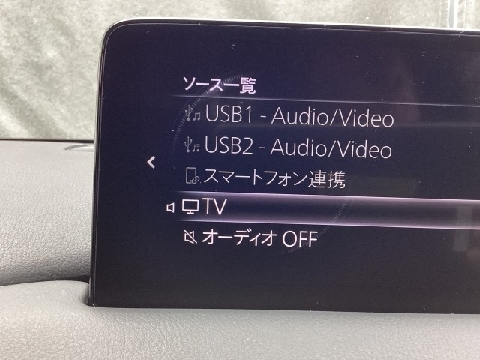 ソース一覧
USB1 - Audio/Video
USB2 - Audio/Video
スマートフォン連携
TV
オーディオ OFF